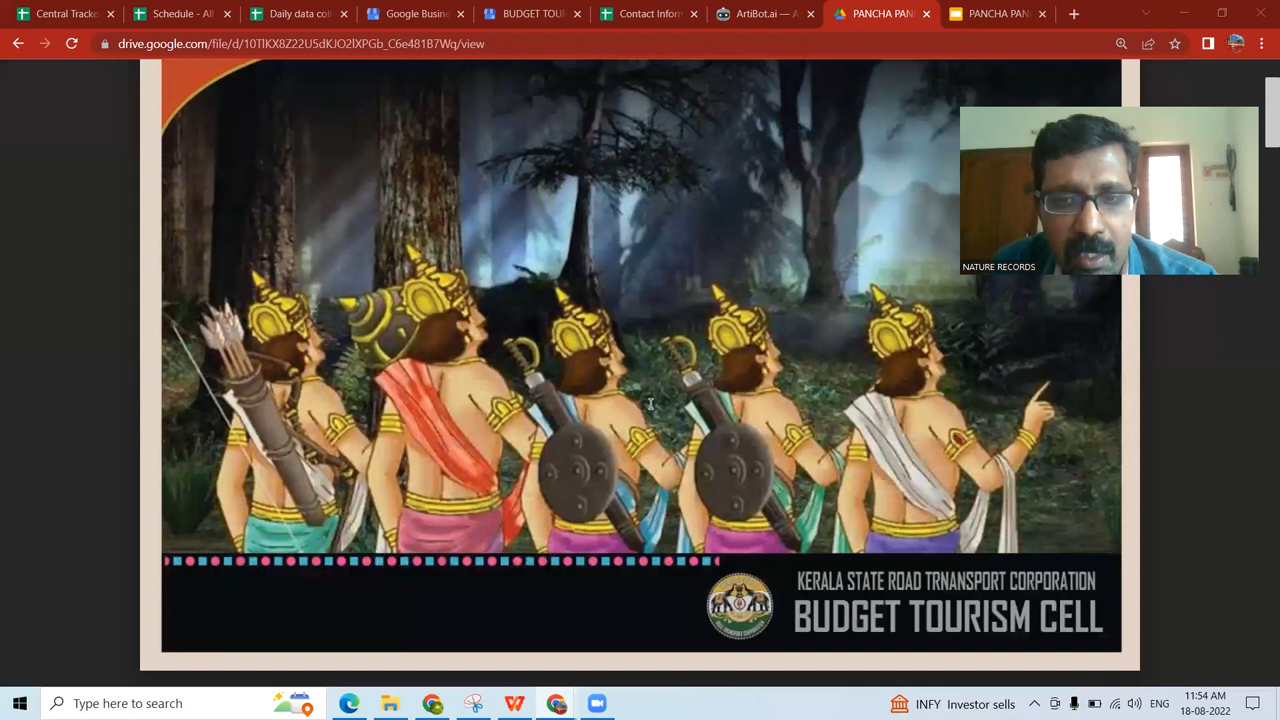 Central Tracke
Schedule - All
Daily data coll
Google Busine
BUDGET TOUR
Contact Inform
ArtiBot.ai — A
PANCHA PAN
PANCHA PAN
drive.google.com/file/d/10TlKX8Z22U5dKJO2lXPGb_C6e481B7Wq/view
NATURE RECORDS
KERALA STATE ROAD TRNANSPORT CORPORATION
BUDGET TOURISM CELL
Type here to search
INFY Investor sells
ENG
11:54 AM
18-08-2022